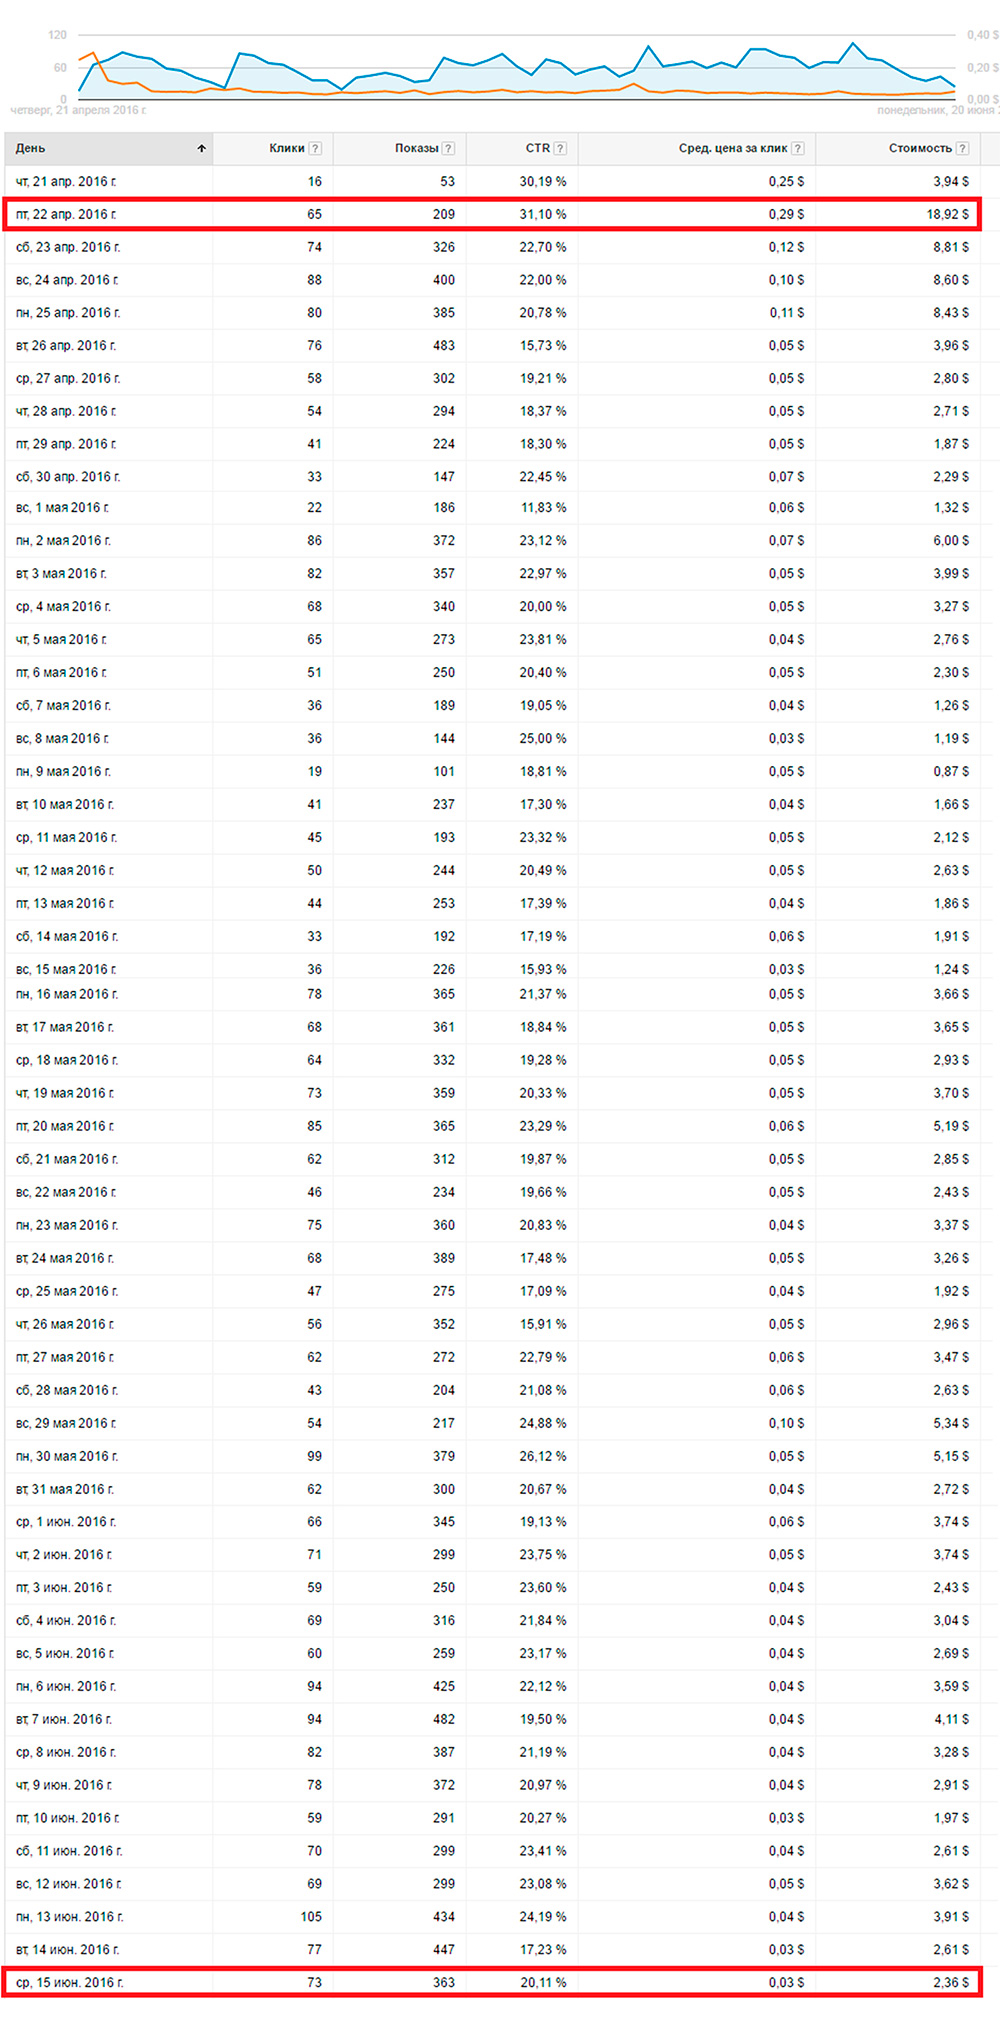 120 0,40 $
60 0,20 $
0 0,00 $
четверг, 21 апреля 2016 г. понедельник, 20 июня
День Клики ? Показы ? CTR ? Сред. цена за клик ? Стоимость ?
чт, 21 апр. 2016 г. 16 53 30,19 % 0,25 $ 3,94 $
пт, 22 апр. 2016 г. 65 209 31,10 % 0,29 $ 18,92 $
сб, 23 апр. 2016 г. 74 326 22,70 % 0,12 $ 8,81 $
вс, 24 апр. 2016 г. 88 400 22,00 % 0,10 $ 8,60 $
пн, 25 апр. 2016 г. 80 385 20,78 % 0,11 $ 8,43 $
вт, 26 апр. 2016 г. 76 483 15,73 % 0,05 $ 3,96 $
ср, 27 апр. 2016 г. 58 302 19,21 % 0,05 $ 2,80 $
чт, 28 апр. 2016 г. 54 294 18,37 % 0,05 $ 2,71 $
пт, 29 апр. 2016 г. 41 224 18,30 % 0,05 $ 1,87 $
сб, 30 апр. 2016 г. 33 147 22,45 % 0,07 $ 2,29 $
вс, 1 мая 2016 г. 22 186 11,83 % 0,06 $ 1,32 $
пн, 2 мая 2016 г. 86 372 23,12 % 0,07 $ 6,00 $
вт, 3 мая 2016 г. 82 357 22,97 % 0,05 $ 3,99 $
ср, 4 мая 2016 г. 68 340 20,00 % 0,05 $ 3,27 $
чт, 5 мая 2016 г. 65 273 23,81 % 0,04 $ 2,76 $
пт, 6 мая 2016 г. 51 250 20,40 % 0,05 $ 2,30 $
сб, 7 мая 2016 г. 36 189 19,05 % 0,04 $ 1,26 $
вс, 8 мая 2016 г. 36 144 25,00 % 0,03 $ 1,19 $
пн, 9 мая 2016 г. 19 101 18,81 % 0,05 $ 0,87 $
вт, 10 мая 2016 г. 41 237 17,30 % 0,04 $ 1,66 $
ср, 11 мая 2016 г. 45 193 23,32 % 0,05 $ 2,12 $
чт, 12 мая 2016 г. 50 244 20,49 % 0,05 $ 2,63 $
пт, 13 мая 2016 г. 44 253 17,39 % 0,04 $ 1,86 $
сб, 14 мая 2016 г. 33 192 17,19 % 0,06 $ 1,91 $
вс, 15 мая 2016 г. 36 226 15,93 % 0,03 $ 1,24 $
пн, 16 мая 2016 г. 78 365 21,37 % 0,05 $ 3,66 $
вт, 17 мая 2016 г. 68 361 18,84 % 0,05 $ 3,65 $
ср, 18 мая 2016 г. 64 332 19,28 % 0,05 $ 2,93 $
чт, 19 мая 2016 г. 73 359 20,33 % 0,05 $ 3,70 $
пт, 20 мая 2016 г. 85 365 23,29 % 0,06 $ 5,19 $
сб, 21 мая 2016 г. 62 312 19,87 % 0,05 $ 2,85 $
вс, 22 мая 2016 г. 46 234 19,66 % 0,05 $ 2,43 $
пн, 23 мая 2016 г. 75 360 20,83 % 0,04 $ 3,37 $
вт, 24 мая 2016 г. 68 389 17,48 % 0,05 $ 3,26 $
ср, 25 мая 2016 г. 47 275 17,09 % 0,04 $ 1,92 $
чт, 26 мая 2016 г. 56 352 15,91 % 0,05 $ 2,96 $
пт, 27 мая 2016 г. 62 272 22,79 % 0,06 $ 3,47 $
сб, 28 мая 2016 г. 43 204 21,08 % 0,06 $ 2,63 $
вс, 29 мая 2016 г. 54 217 24,88 % 0,10 $ 5,34 $
пн, 30 мая 2016 г. 99 379 26,12 % 0,05 $ 5,15 $
вт, 31 мая 2016 г. 62 300 20,67 % 0,04 $ 2,72 $
ср, 1 июн. 2016 г. 66 345 19,13 % 0,06 $ 3,74 $
чт, 2 июн. 2016 г. 71 299 23,75 % 0,05 $ 3,74 $
пт, 3 июн. 2016 г. 59 250 23,60 % 0,04 $ 2,43 $
сб, 4 июн. 2016 г. 69 316 21,84 % 0,04 $ 3,04 $
вс, 5 июн. 2016 г. 60 259 23,17 % 0,04 $ 2,69 $
пн, 6 июн. 2016 г. 94 425 22,12 % 0,04 $ 3,59 $
вт, 7 июн. 2016 г. 94 482 19,50 % 0,04 $ 4,11 $
ср, 8 июн. 2016 г. 82 387 21,19 % 0,04 $ 3,28 $
чт, 9 июн. 2016 г. 78 372 20,97 % 0,04 $ 2,91 $
пт, 10 июн. 2016 г. 59 291 20,27 % 0,03 $ 1,97 $
сб, 11 июн. 2016 г. 70 299 23,41 % 0,04 $ 2,61 $
вс, 12 июн. 2016 г. 69 299 23,08 % 0,05 $ 3,62 $
пн, 13 июн. 2016 г. 105 434 24,19 % 0,04 $ 3,91 $
вт, 14 июн. 2016 г. 77 447 17,23 % 0,03 $ 2,61 $
ср, 15 июн. 2016 г. 73 363 20,11 % 0,03 $ 2,36 $